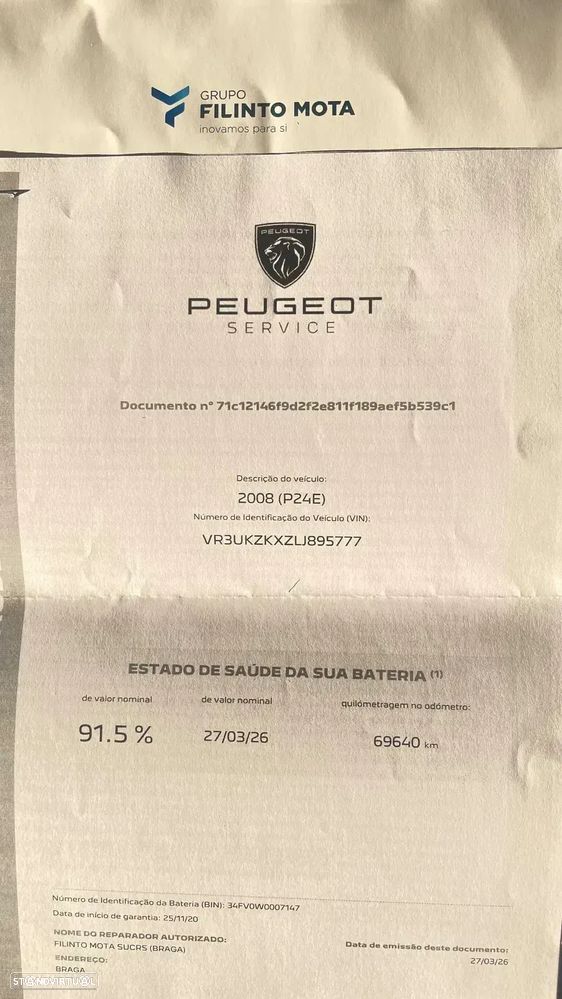 GRUPO
FILINTO MOTA
inovamos para si
PEUGEOT
PEUGEOT
SERVICE
Documento nº 71c12146f9d2f2e811f189aef5b539c1
Descrição do veículo:
2008 (P24E)
Número de Identificação do Veículo (VIN):
VR3UKZKXZLJ895777
ESTADO DE SAÚDE DA SUA BATERIA (1)
de valor nominal de valor nominal quilómetragem no odómetro:
91.5 % 27/03/26 69640 km
Número de Identificação da Bateria (BIN): 34FV0W0007147
Data de início de garantia: 25/11/20
NOME DO REPARADOR AUTORIZADO:
FILINTO MOTA SUCRS (BRAGA)
Data de emissão deste documento:
27/03/26
ENDEREÇO:
BRAGA
STANDVIRTUAL